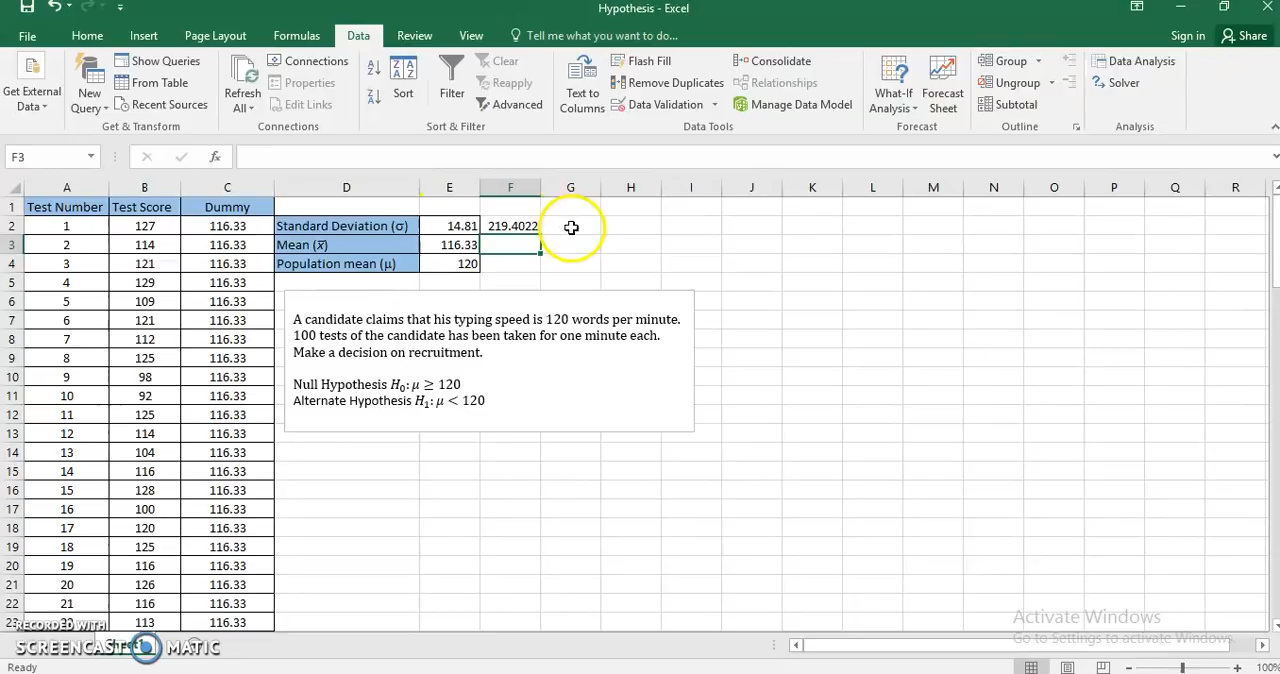 Hypothesis - Excel
File Home Insert Page Layout Formulas Data Review View Tell me what you want to do... Sign in Share
Get External Data
New Query
Show Queries
From Table
Recent Sources
Get & Transform
Refresh All
Connections
Properties
Edit Links
Connections
Sort
Filter
Clear
Reapply
Advanced
Sort & Filter
Text to Columns
Flash Fill
Remove Duplicates
Data Validation
Consolidate
Relationships
Manage Data Model
Data Tools
What-If Analysis
Forecast Sheet
Forecast
Group
Ungroup
Subtotal
Outline
Data Analysis
Solver
Analysis
F3 fx
A B C D E F G H I J K L M N O P Q R
1 Test Number Test Score Dummy
2 1 127 116.33 Standard Deviation (σ) 14.81 219.4022
3 2 114 116.33 Mean (x̅) 116.33
4 3 121 116.33 Population mean (μ) 120
5 4 129 116.33
6 5 109 116.33
7 6 121 116.33
8 7 112 116.33
9 8 125 116.33
10 9 98 116.33
11 10 92 116.33
12 11 125 116.33
13 12 114 116.33
14 13 104 116.33
15 14 116 116.33
16 15 128 116.33
17 16 100 116.33
18 17 120 116.33
19 18 125 116.33
20 19 116 116.33
21 20 126 116.33
22 21 116 116.33
23 113 116.33
A candidate claims that his typing speed is 120 words per minute.
100 tests of the candidate has been taken for one minute each.
Make a decision on recruitment.
Null Hypothesis H₀: μ ≥ 120
Alternate Hypothesis H₁: μ < 120
Activate Windows
Go to Settings to activate Windows.
RECORDED WITH
SCREENCAST MATIC
Ready
100%